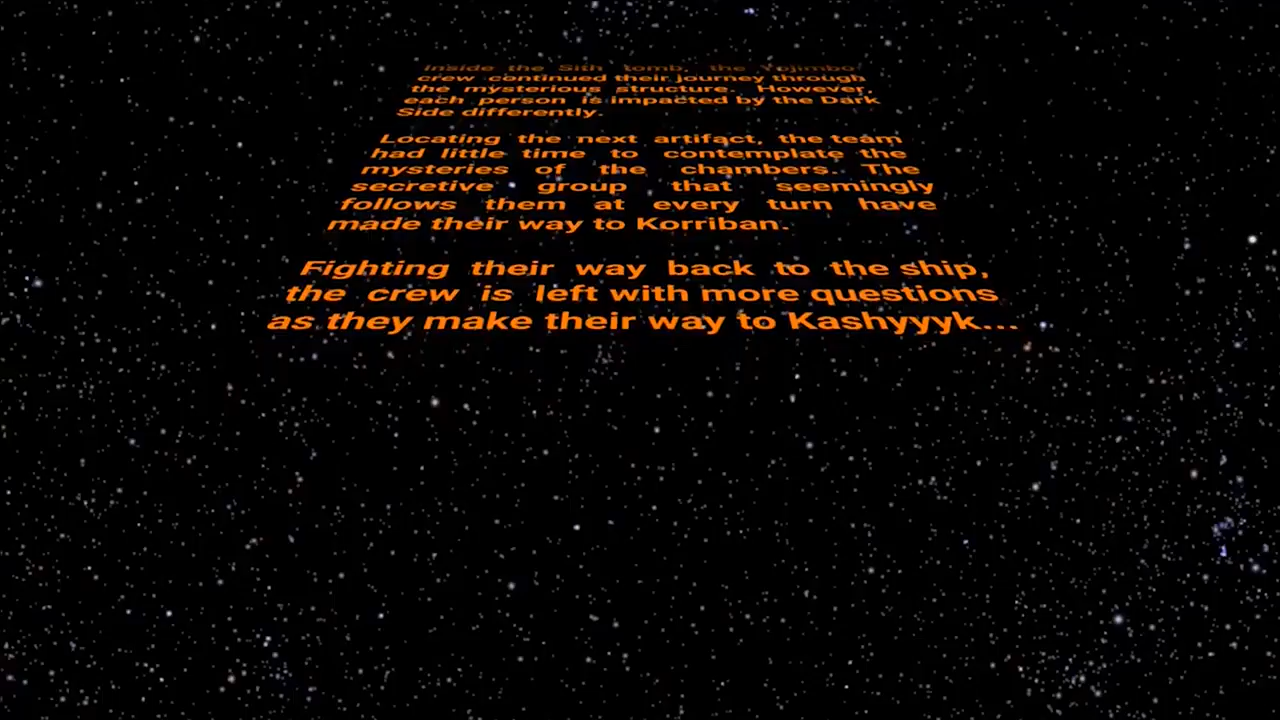 Inside the Sith tomb, the Yojimbo
crew continued their journey through
the mysterious structure. However,
each person is impacted by the Dark
Side differently.
Locating the next artifact, the team
had little time to contemplate the
mysteries of the chambers. The
secretive group that seemingly
follows them at every turn have
made their way to Korriban.
Fighting their way back to the ship,
the crew is left with more questions
as they make their way to Kashyyyk...